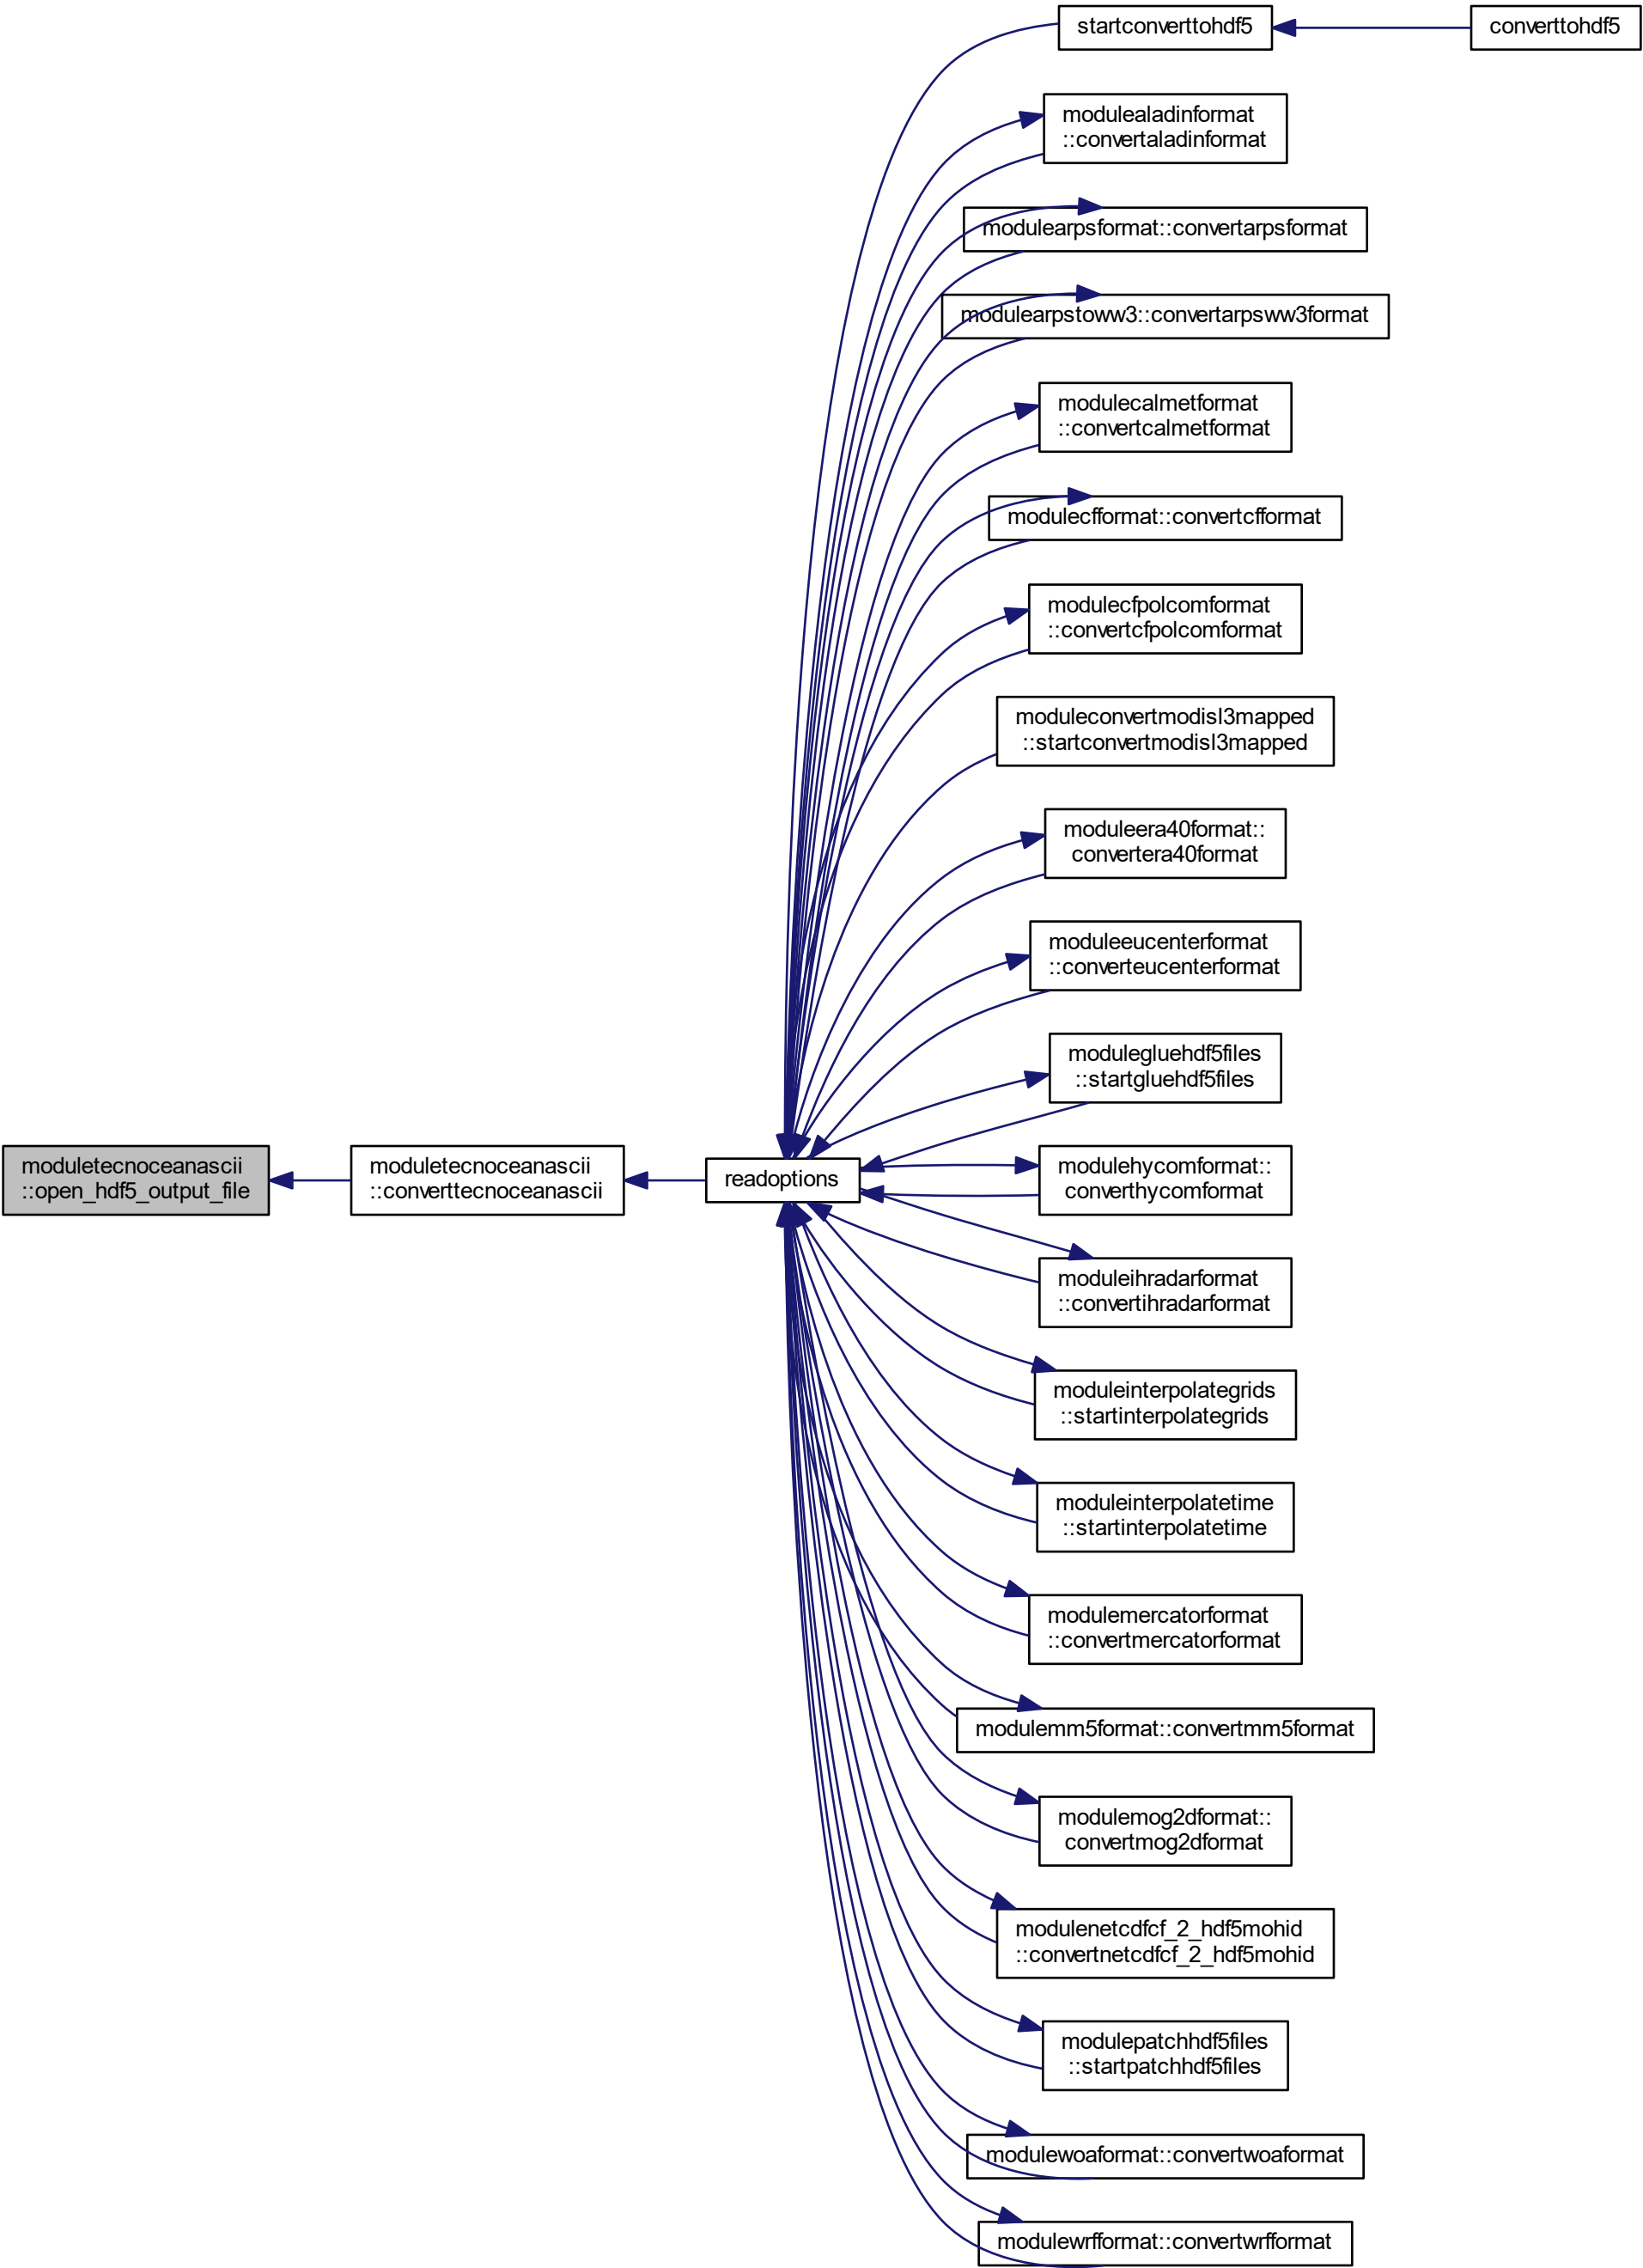 startconverttohdf5
converttohdf5
modulealadinformat
::convertaladinformat
modulearpsformat::convertarpsformat
modulearpstoww3::convertarpsww3format
modulecalmetformat
::convertcalmetformat
modulecfformat::convertcfformat
modulecfpolcomformat
::convertcfpolcomformat
moduleconvertmodisl3mapped
::startconvertmodisl3mapped
moduleera40format::
convertera40format
moduleeucenterformat
::converteucenterformat
modulegluehdf5files
::startgluehdf5files
moduletecnoceanascii
::open_hdf5_output_file
moduletecnoceanascii
::converttecnoceanascii
readoptions
modulehycomformat::
converthycomformat
moduleihradarformat
::convertihradarformat
moduleinterpolategrids
::startinterpolategrids
moduleinterpolatetime
::startinterpolatetime
modulemercatorformat
::convertmercatorformat
modulemm5format::convertmm5format
modulemog2dformat::
convertmog2dformat
modulenetcdfcf_2_hdf5mohid
::convertnetcdfcf_2_hdf5mohid
modulepatchhdf5files
::startpatchhdf5files
modulewoaformat::convertwoaformat
modulewrfformat::convertwrfformat